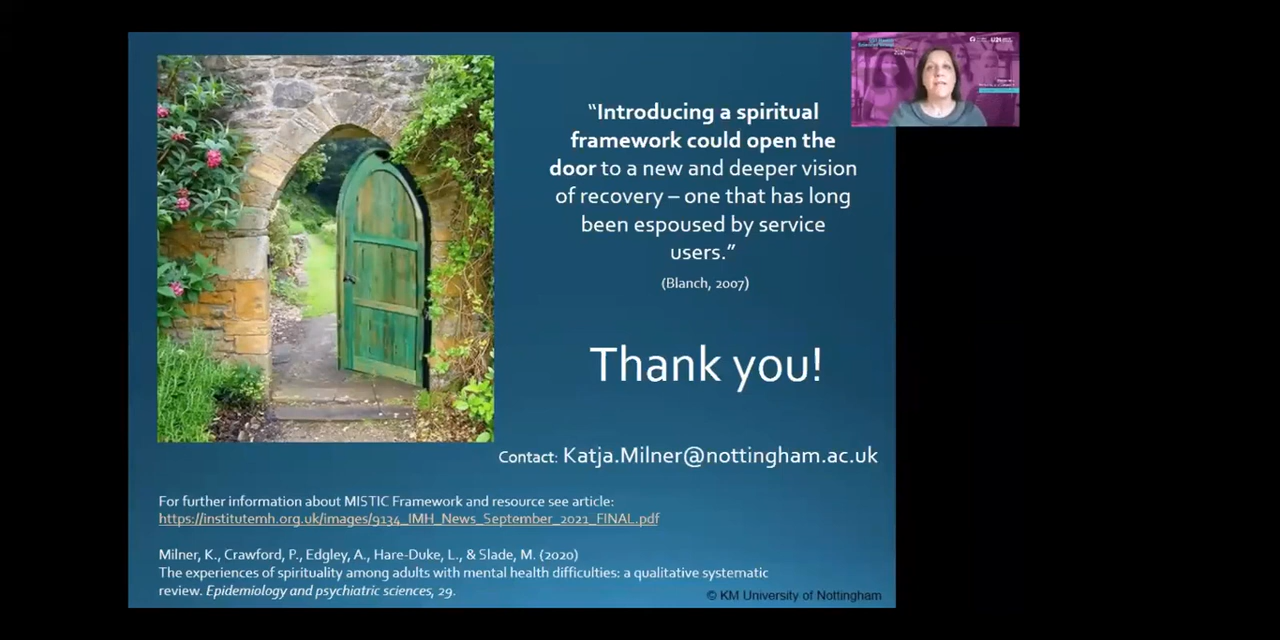 “Introducing a spiritual
framework could open the
door to a new and deeper vision
of recovery – one that has long
been espoused by service
users.”
(Blanch, 2007)
Thank you!
Contact: Katja.Milner@nottingham.ac.uk
For further information about MISTIC Framework and resource see article:
https://institutemh.org.uk/images/9134_IMH_News_September_2021_FINAL.pdf
Milner, K., Crawford, P., Edgley, A., Hare-Duke, L., & Slade, M. (2020)
The experiences of spirituality among adults with mental health difficulties: a qualitative systematic
review. Epidemiology and psychiatric sciences, 29.
© KM University of Nottingham